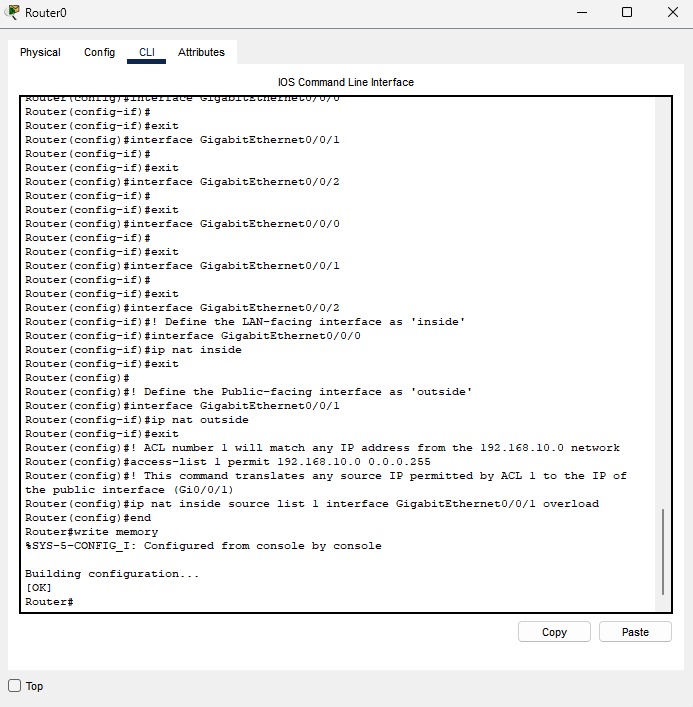 Router0
Physical Config CLI Attributes
IOS Command Line Interface
Router(config)#interface GigabitEthernet0/0/0
Router(config-if)#
Router(config-if)#exit
Router(config)#interface GigabitEthernet0/0/1
Router(config-if)#
Router(config-if)#exit
Router(config)#interface GigabitEthernet0/0/2
Router(config-if)#
Router(config-if)#exit
Router(config)#interface GigabitEthernet0/0/0
Router(config-if)#
Router(config-if)#exit
Router(config)#interface GigabitEthernet0/0/1
Router(config-if)#
Router(config-if)#exit
Router(config)#interface GigabitEthernet0/0/2
Router(config-if)#! Define the LAN-facing interface as 'inside'
Router(config-if)#interface GigabitEthernet0/0/0
Router(config-if)#ip nat inside
Router(config-if)#exit
Router(config)#
Router(config)#! Define the Public-facing interface as 'outside'
Router(config)#interface GigabitEthernet0/0/1
Router(config-if)#ip nat outside
Router(config-if)#exit
Router(config)#! ACL number 1 will match any IP address from the 192.168.10.0 network
Router(config)#access-list 1 permit 192.168.10.0 0.0.0.255
Router(config)#! This command translates any source IP permitted by ACL 1 to the IP of
the public interface (Gi0/0/1)
Router(config)#ip nat inside source list 1 interface GigabitEthernet0/0/1 overload
Router(config)#end
Router#write memory
%SYS-5-CONFIG_I: Configured from console by console
Building configuration...
[OK]
Router#
Copy Paste
Top